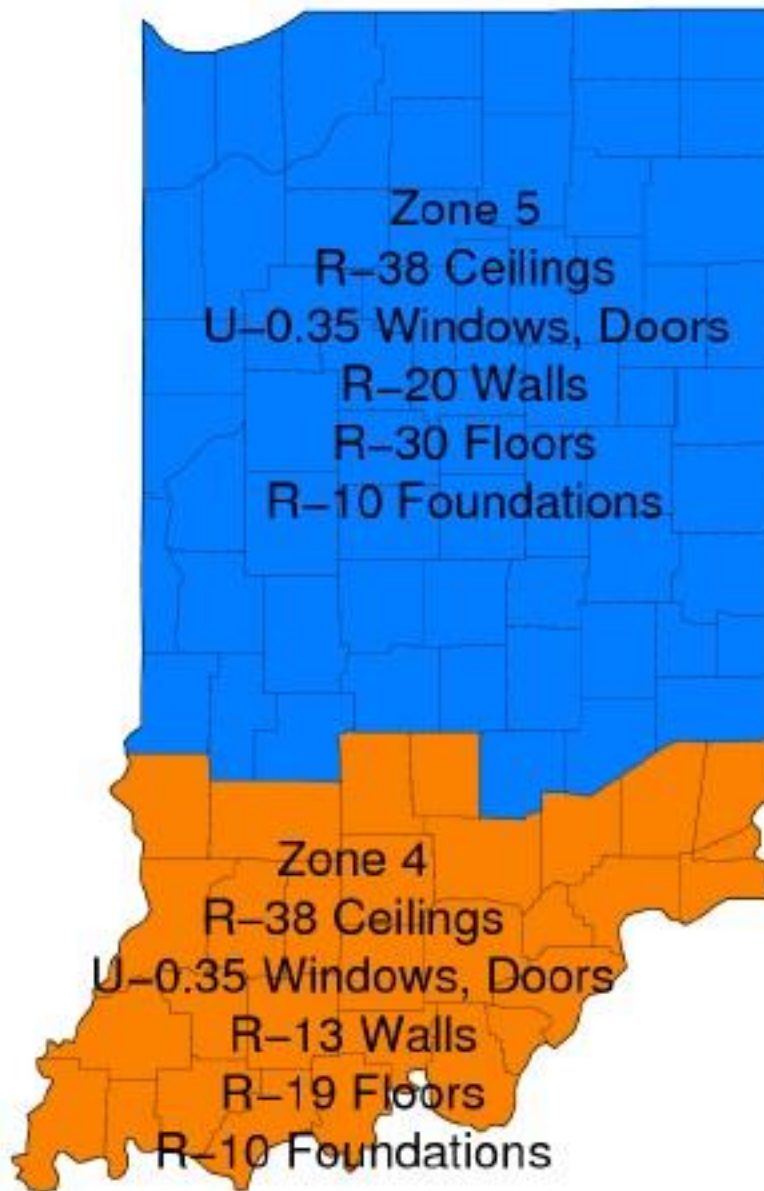 Zone 5
R−38 Ceilings
U−0.35 Windows, Doors
R−20 Walls
R−30 Floors
R−10 Foundations
Zone 4
R−38 Ceilings
U−0.35 Windows, Doors
R−13 Walls
R−19 Floors
R−10 Foundations